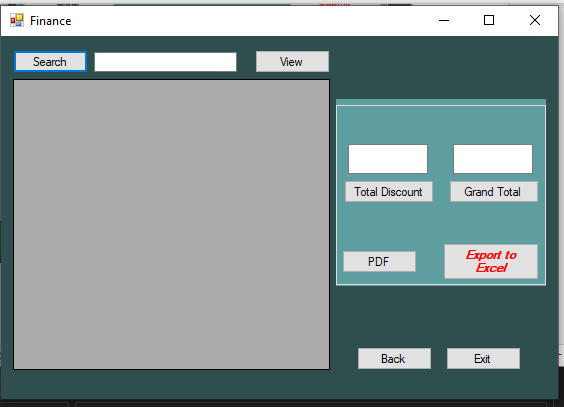 Finance
Search
View
Total Discount
Grand Total
PDF
Export to
Excel
Back
Exit